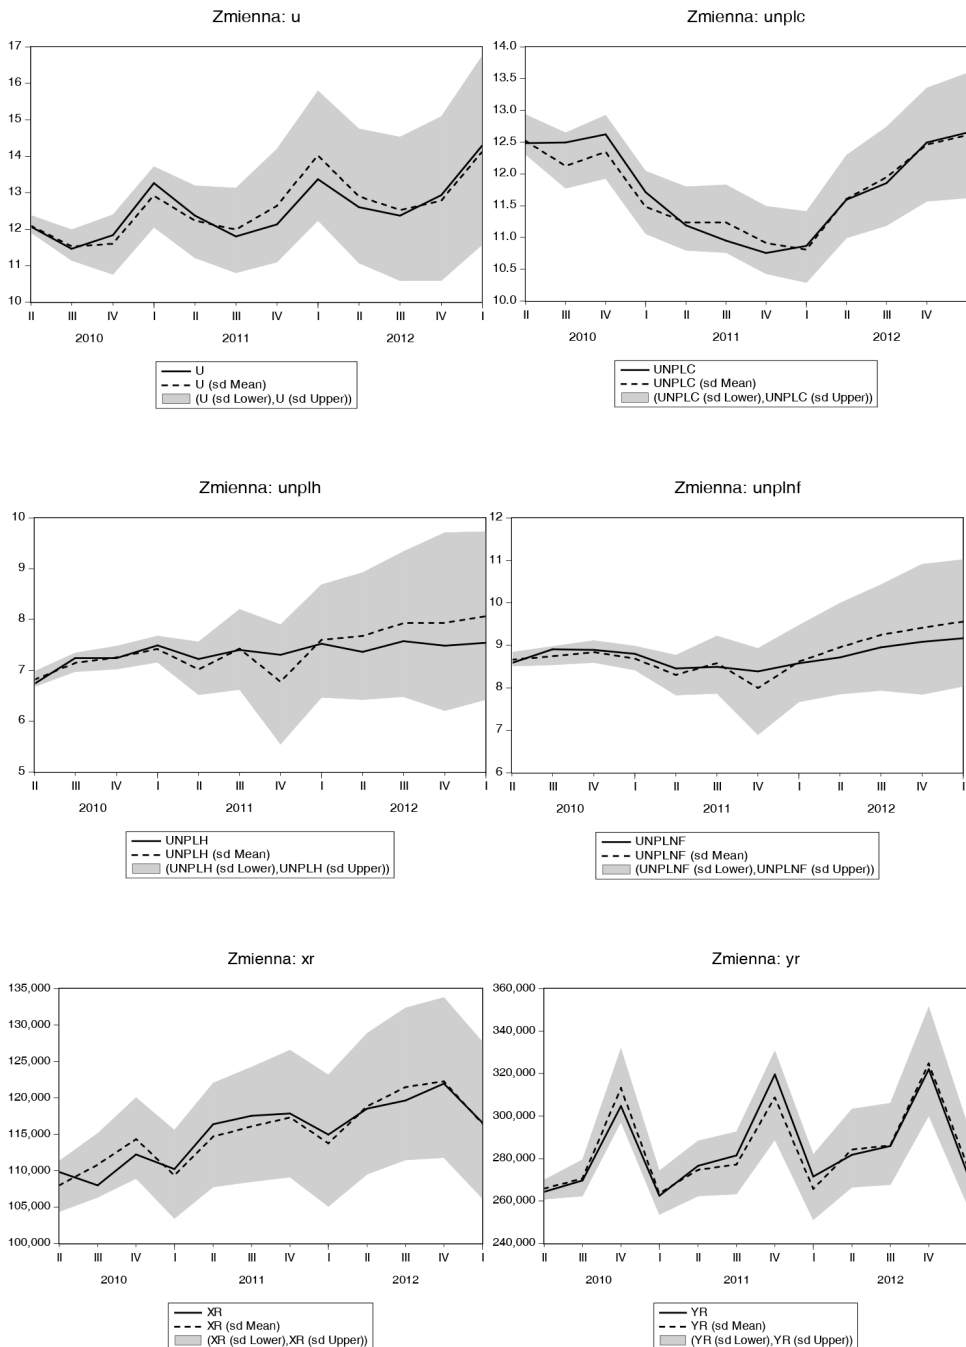 Zmienna: u
17
16
15
14
13
12
11
10
II III IV I II III IV I II III IV I
2010 2011 2012
U
U (sd Mean)
(U (sd Lower),U (sd Upper))
Zmienna: unplc
14.0
13.5
13.0
12.5
12.0
11.5
11.0
10.5
10.0
II III IV I II III IV I II III IV
2010 2011 2012
UNPLC
UNPLC (sd Mean)
(UNPLC (sd Lower),UNPLC (sd Upper))
Zmienna: unplh
10
9
8
7
6
5
II III IV I II III IV I II III IV I
2010 2011 2012
UNPLH
UNPLH (sd Mean)
(UNPLH (sd Lower),UNPLH (sd Upper))
Zmienna: unplnf
12
11
10
9
8
7
6
II III IV I II III IV I II III IV I
2010 2011 2012
UNPLNF
UNPLNF (sd Mean)
(UNPLNF (sd Lower),UNPLNF (sd Upper))
Zmienna: xr
135,000
130,000
125,000
120,000
115,000
110,000
105,000
100,000
II III IV I II III IV I II III IV I
2010 2011 2012
XR
XR (sd Mean)
(XR (sd Lower),XR (sd Upper))
Zmienna: yr
360,000
340,000
320,000
300,000
280,000
260,000
240,000
II III IV I II III IV I II III IV
2010 2011 2012
YR
YR (sd Mean)
(YR (sd Lower),YR (sd Upper))